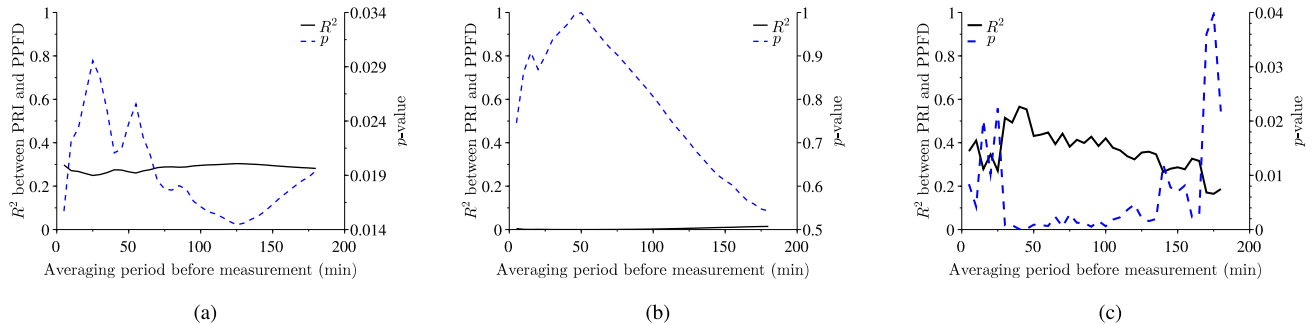 1
0.8
0.6
0.4
0.2
0
0.034
0.029
0.024
0.019
0.014
0
50
100
150
200
R² between PRI and PPFD
p-value
R²
p
Averaging period before measurement (min)
(a)
1
0.8
0.6
0.4
0.2
0
1
0.9
0.8
0.7
0.6
0.5
0
50
100
150
200
R² between PRI and PPFD
p-value
R²
p
Averaging period before measurement (min)
(b)
1
0.8
0.6
0.4
0.2
0
0.04
0.03
0.02
0.01
0
0
50
100
150
200
R² between PRI and PPFD
p-value
R²
p
Averaging period before measurement (min)
(c)